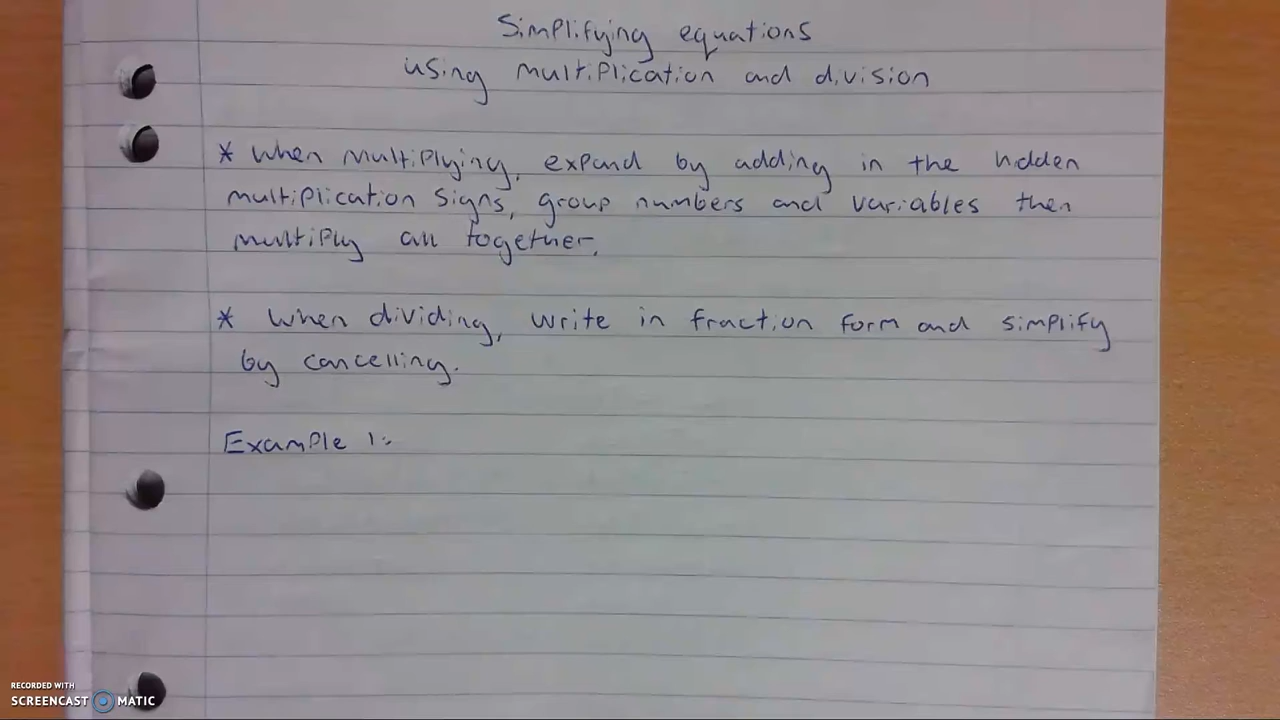 Simplifying equations
using multiplication and division
* When multiplying, expand by adding in the hidden
multiplication signs, group numbers and variables then
multiply all together.
* When dividing, write in fraction form and simplify
by cancelling.
Example 1:
RECORDED WITH
SCREENCAST MATIC